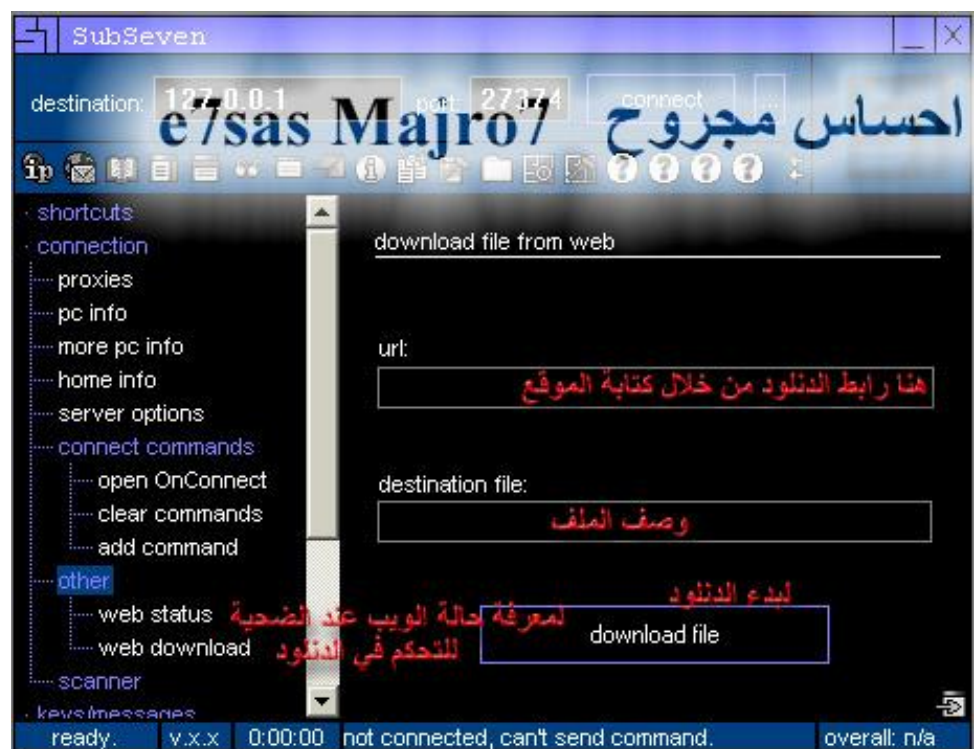 SubSeven
destination: 127.0.0.1 port: 27374 connect ...
e7sas Majro7 احساس مجروح
ip
shortcuts
connection
proxies
pc info
more pc info
home info
server options
connect commands
open OnConnect
clear commands
add command
other
web status
web download
scanner
keys/messages
download file from web
url:
هنا رابط الدنلود من خلال كتابة الموقع
destination file:
وصف الملف
لبدء الدنلود
download file
لمعرفة حالة الويب عند الضحية
للتحكم في الدنلود
ready. v.x.x 0:00:00 not connected, can't send command. overall: n/a